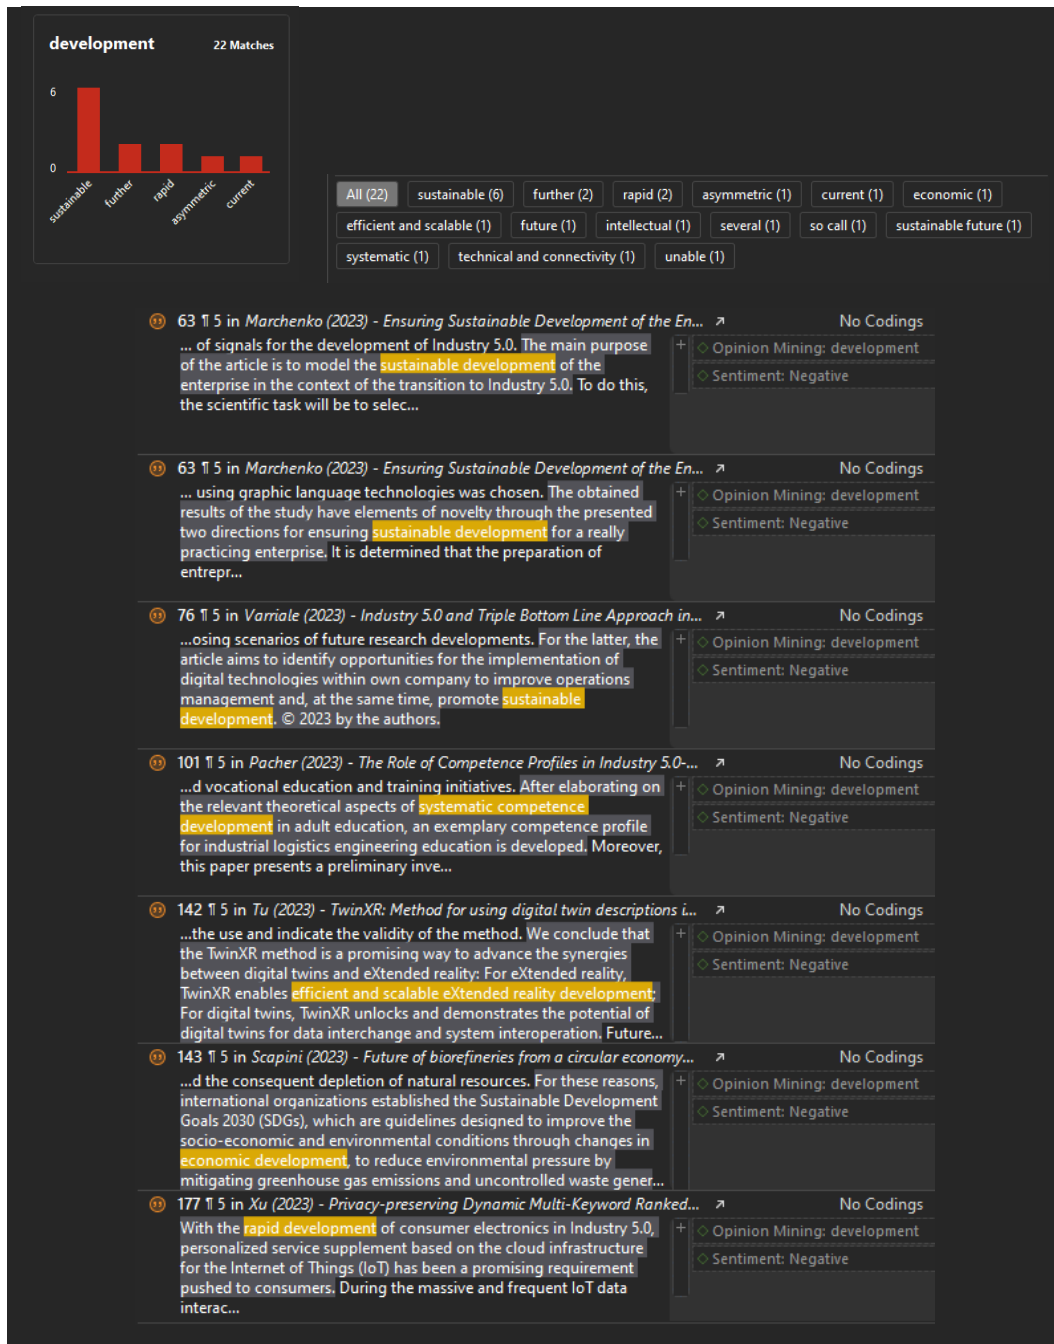 development 22 Matches
6
0
sustainable
further
rapid
asymmetric
current
All (22) sustainable (6) further (2) rapid (2) asymmetric (1) current (1) economic (1)
efficient and scalable (1) future (1) intellectual (1) several (1) so call (1) sustainable future (1)
systematic (1) technical and connectivity (1) unable (1)
63 ¶ 5 in Marchenko (2023) - Ensuring Sustainable Development of the En... No Codings
... of signals for the development of Industry 5.0. The main purpose
of the article is to model the sustainable development of the
enterprise in the context of the transition to Industry 5.0. To do this,
the scientific task will be to selec...
Opinion Mining: development
Sentiment: Negative
63 ¶ 5 in Marchenko (2023) - Ensuring Sustainable Development of the En... No Codings
... using graphic language technologies was chosen. The obtained
results of the study have elements of novelty through the presented
two directions for ensuring sustainable development for a really
practicing enterprise. It is determined that the preparation of
entrepr...
Opinion Mining: development
Sentiment: Negative
76 ¶ 5 in Varriale (2023) - Industry 5.0 and Triple Bottom Line Approach in... No Codings
...osing scenarios of future research developments. For the latter, the
article aims to identify opportunities for the implementation of
digital technologies within own company to improve operations
management and, at the same time, promote sustainable
development. © 2023 by the authors.
Opinion Mining: development
Sentiment: Negative
101 ¶ 5 in Pacher (2023) - The Role of Competence Profiles in Industry 5.0-... No Codings
...d vocational education and training initiatives. After elaborating on
the relevant theoretical aspects of systematic competence
development in adult education, an exemplary competence profile
for industrial logistics engineering education is developed. Moreover,
this paper presents a preliminary inve...
Opinion Mining: development
Sentiment: Negative
142 ¶ 5 in Tu (2023) - TwinXR: Method for using digital twin descriptions i... No Codings
...the use and indicate the validity of the method. We conclude that
the TwinXR method is a promising way to advance the synergies
between digital twins and eXtended reality: For eXtended reality,
TwinXR enables efficient and scalable eXtended reality development;
For digital twins, TwinXR unlocks and demonstrates the potential of
digital twins for data interchange and system interoperation. Future...
Opinion Mining: development
Sentiment: Negative
143 ¶ 5 in Scapini (2023) - Future of biorefineries from a circular economy... No Codings
...d the consequent depletion of natural resources. For these reasons,
international organizations established the Sustainable Development
Goals 2030 (SDGs), which are guidelines designed to improve the
socio-economic and environmental conditions through changes in
economic development, to reduce environmental pressure by
mitigating greenhouse gas emissions and uncontrolled waste gener...
Opinion Mining: development
Sentiment: Negative
177 ¶ 5 in Xu (2023) - Privacy-preserving Dynamic Multi-Keyword Ranked... No Codings
With the rapid development of consumer electronics in Industry 5.0,
personalized service supplement based on the cloud infrastructure
for the Internet of Things (IoT) has been a promising requirement
pushed to consumers. During the massive and frequent IoT data
interac...
Opinion Mining: development
Sentiment: Negative